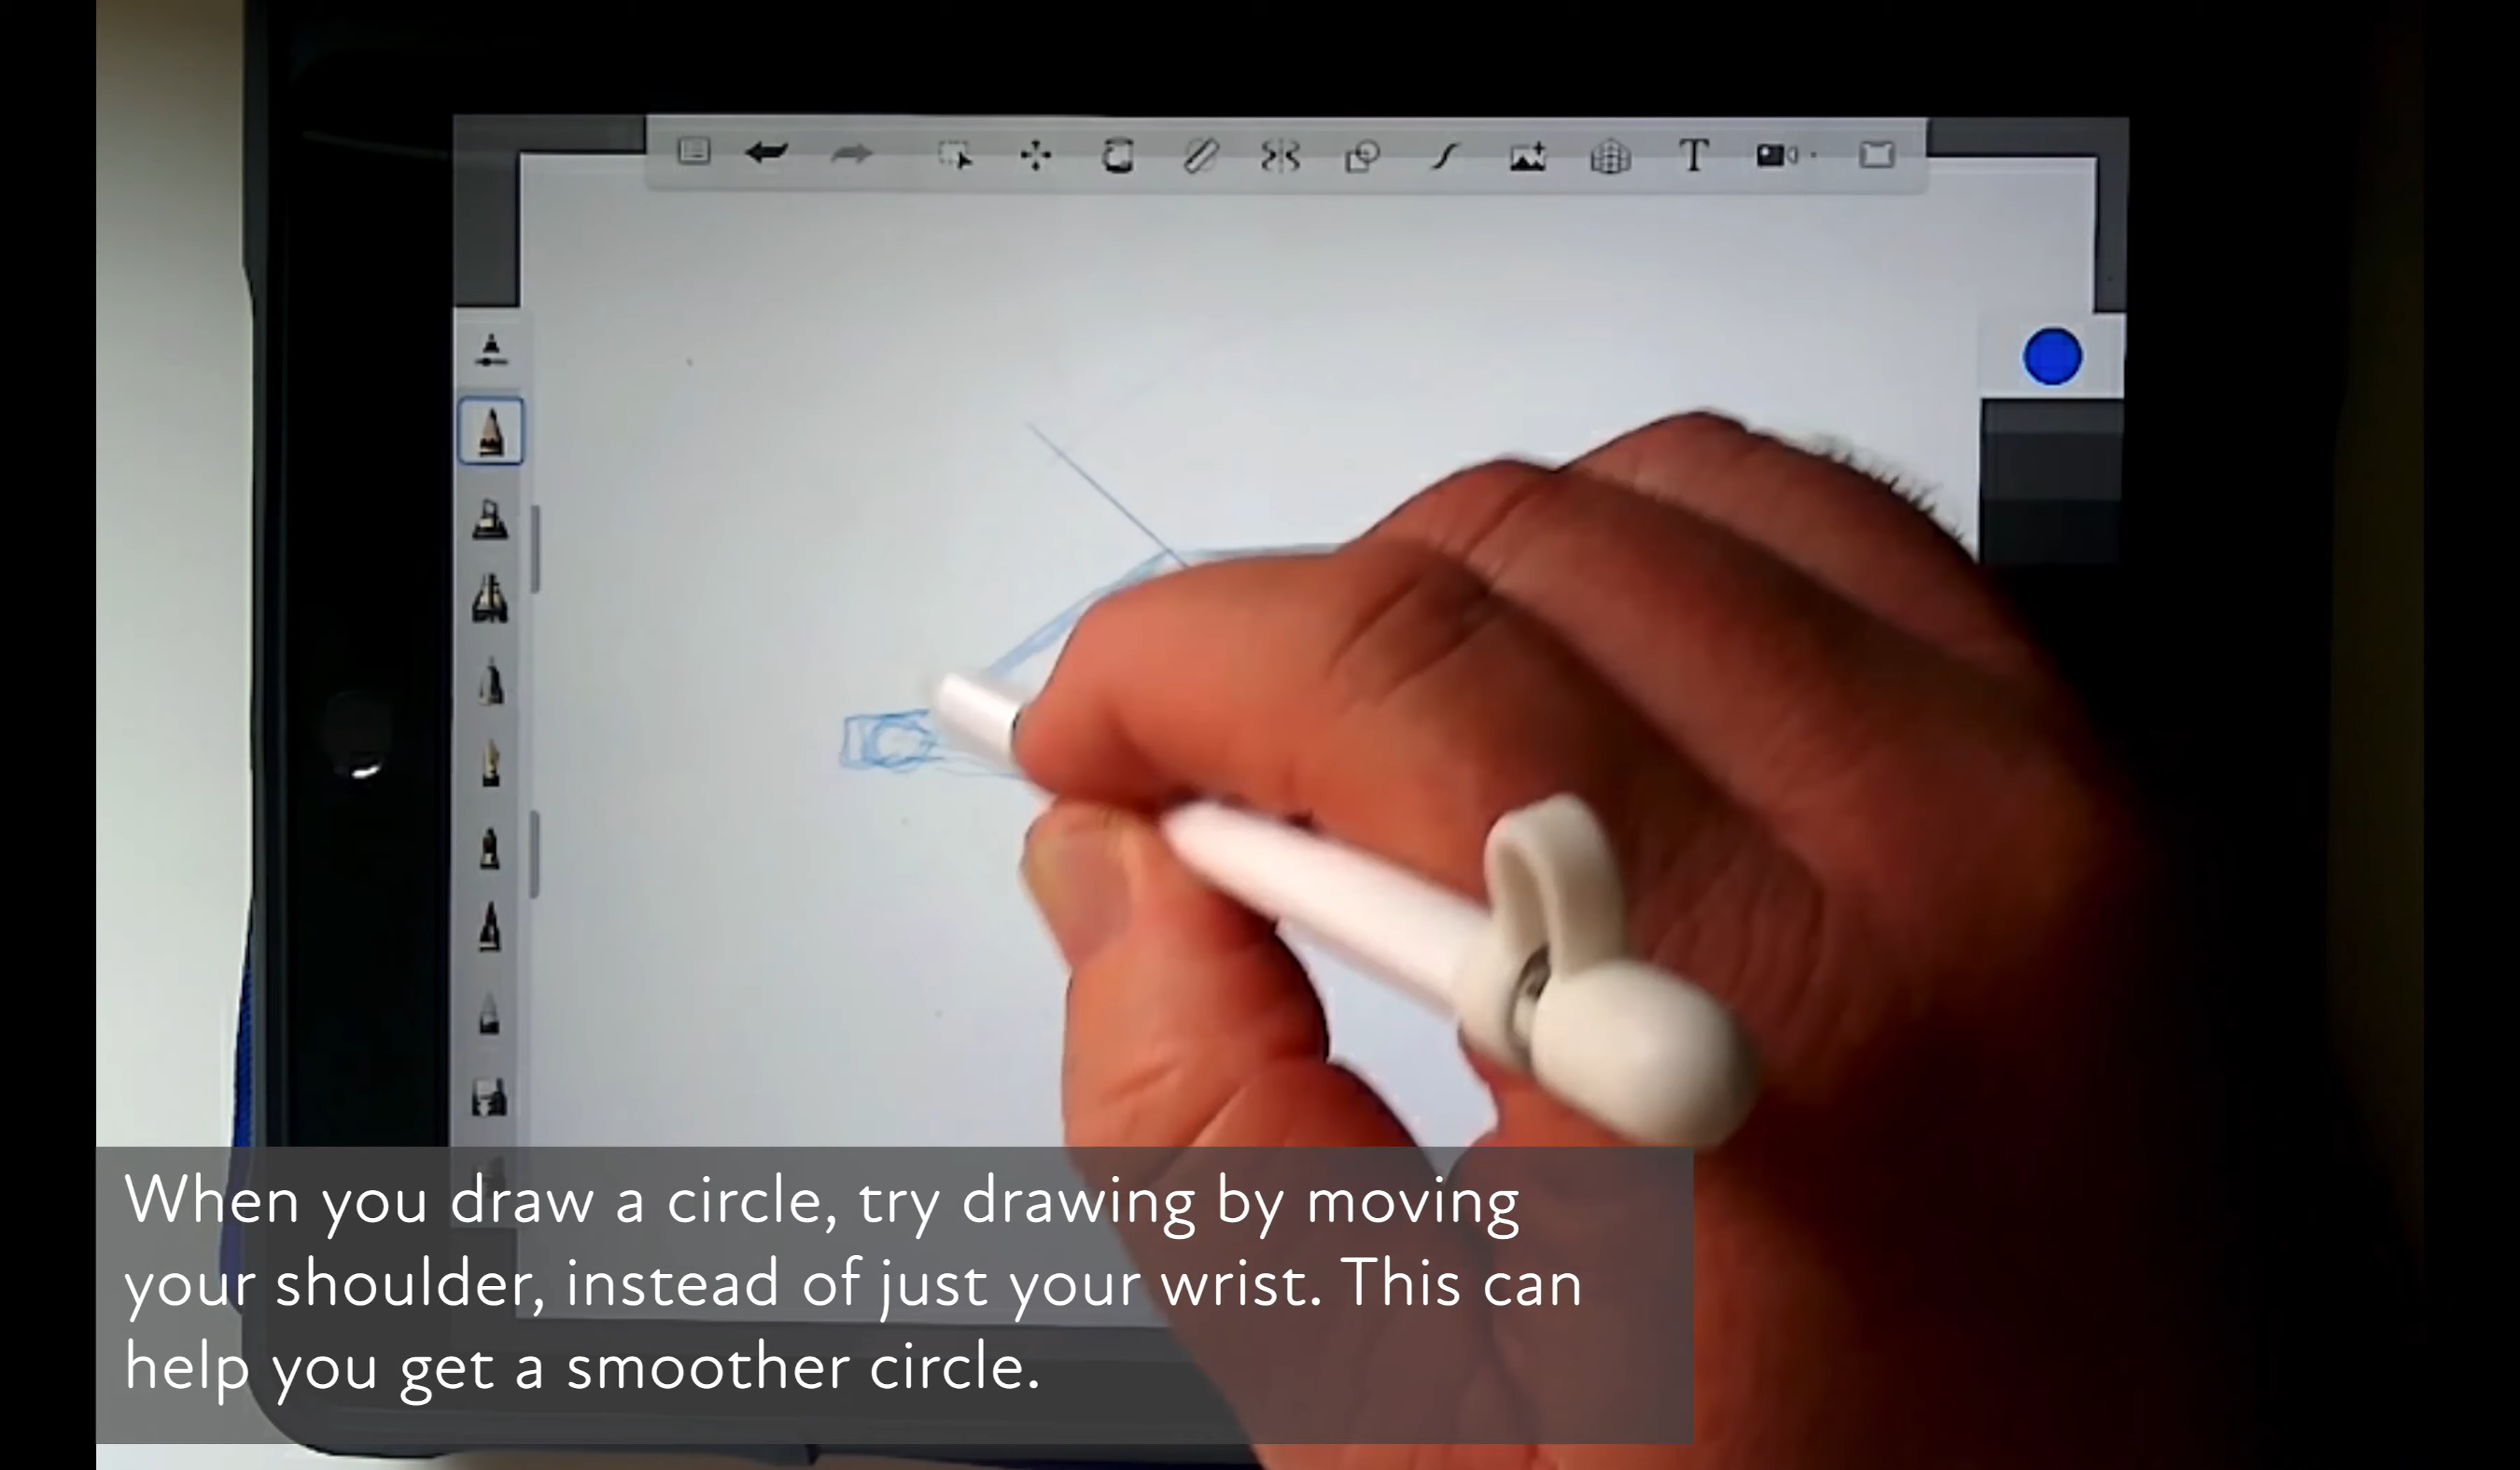 T
When you draw a circle, try drawing by moving
your shoulder, instead of just your wrist. This can
help you get a smoother circle.